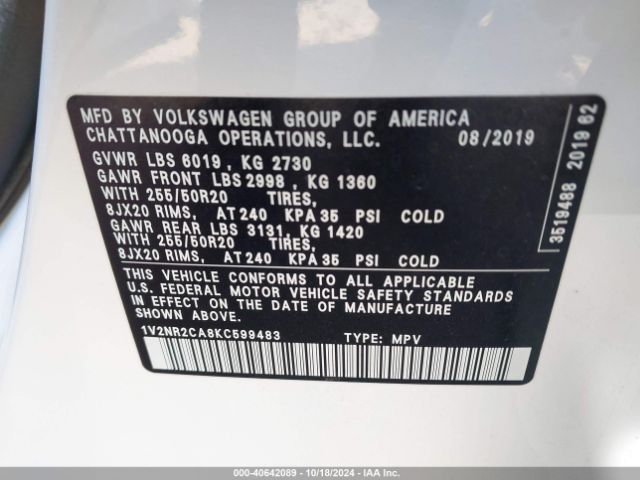 MFD BY VOLKSWAGEN GROUP OF AMERICA
CHATTANOOGA OPERATIONS, LLC. 08/2019
GVWR LBS 6019, KG 2730
GAWR FRONT LBS 2998, KG 1360
WITH 255/50R20 TIRES,
8JX20 RIMS, AT 240 KPA 35 PSI COLD
GAWR REAR LBS 3131, KG 1420
WITH 255/50R20 TIRES,
8JX20 RIMS, AT 240 KPA 35 PSI COLD
THIS VEHICLE CONFORMS TO ALL APPLICABLE
U.S. FEDERAL MOTOR VEHICLE SAFETY STANDARDS
IN EFFECT ON THE DATE OF MANUFACTURE
SHOWN ABOVE.
1V2NR2CA8KC599483 TYPE: MPV
3519488 2019 62
000-40642089 - 10/18/2024 - IAA Inc.